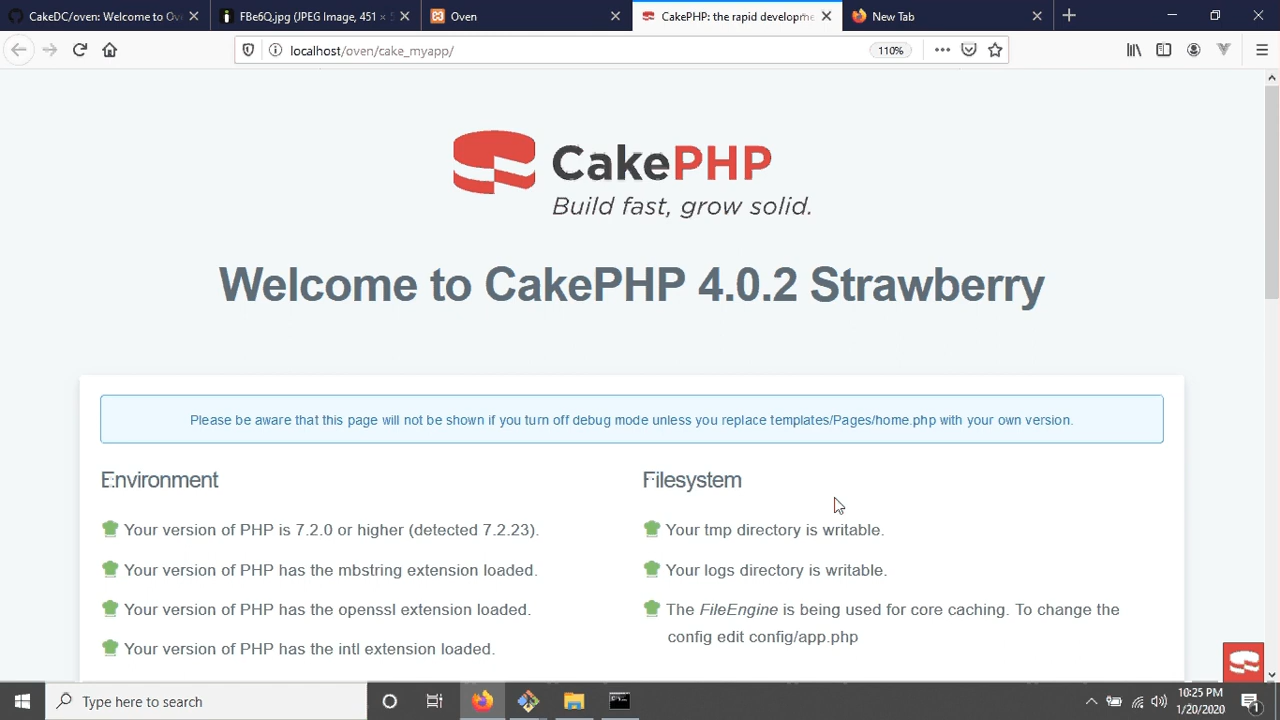 CakeDC/oven: Welcome to Ov
FBe6Q.jpg (JPEG Image, 451 × 5
Oven
CakePHP: the rapid developme
New Tab
localhost/oven/cake_myapp/
110%
CakePHP
Build fast, grow solid.
Welcome to CakePHP 4.0.2 Strawberry
Please be aware that this page will not be shown if you turn off debug mode unless you replace templates/Pages/home.php with your own version.
Environment
Your version of PHP is 7.2.0 or higher (detected 7.2.23).
Your version of PHP has the mbstring extension loaded.
Your version of PHP has the openssl extension loaded.
Your version of PHP has the intl extension loaded.
Filesystem
Your tmp directory is writable.
Your logs directory is writable.
The FileEngine is being used for core caching. To change the
config edit config/app.php
Type here to search
10:25 PM
1/20/2020
1